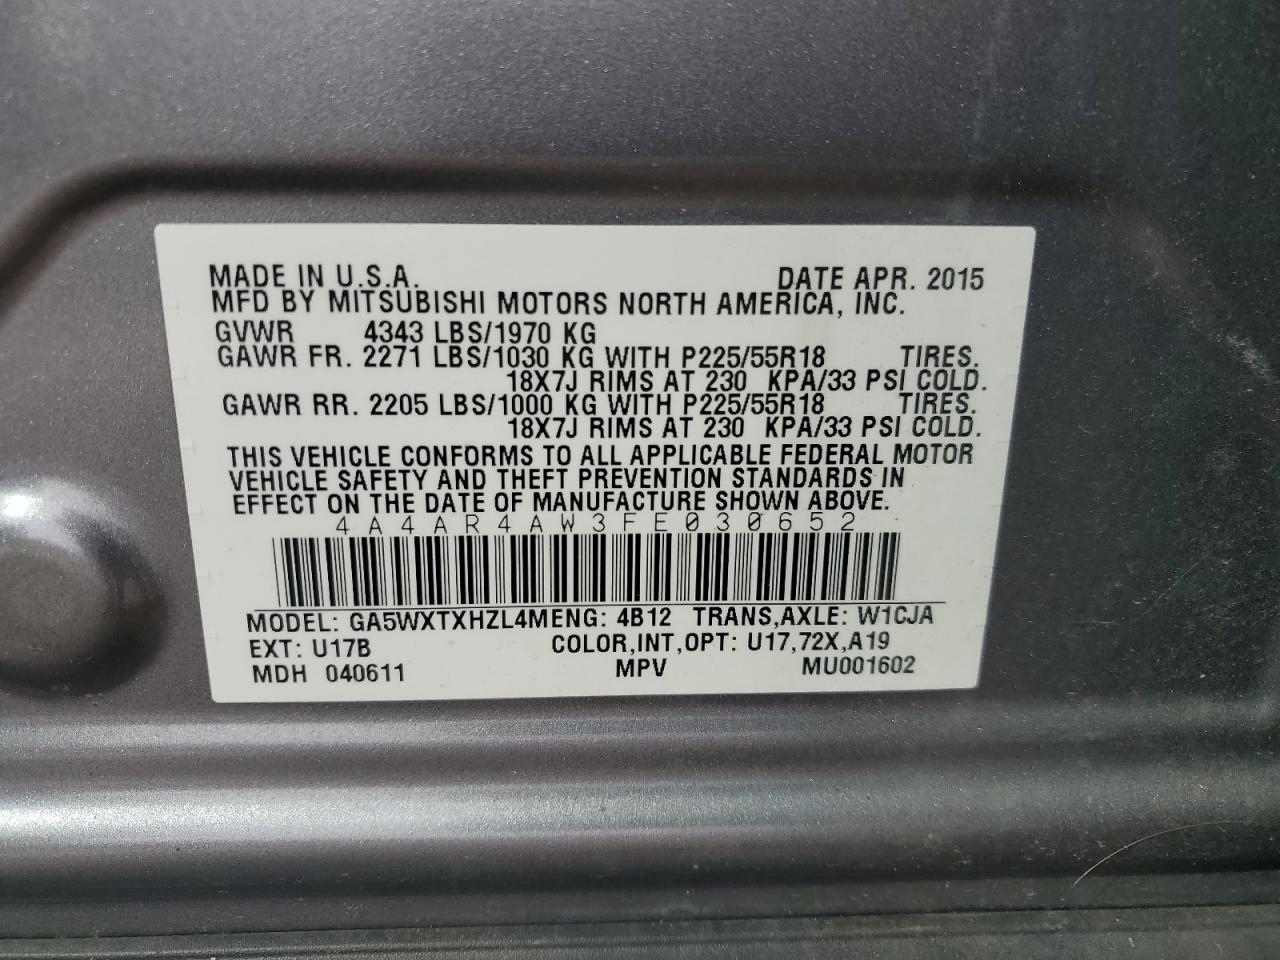 MADE IN U.S.A. DATE APR. 2015
MFD BY MITSUBISHI MOTORS NORTH AMERICA, INC.
GVWR 4343 LBS/1970 KG
GAWR FR. 2271 LBS/1030 KG WITH P225/55R18 TIRES.
18X7J RIMS AT 230 KPA/33 PSI COLD.
GAWR RR. 2205 LBS/1000 KG WITH P225/55R18 TIRES.
18X7J RIMS AT 230 KPA/33 PSI COLD.
THIS VEHICLE CONFORMS TO ALL APPLICABLE FEDERAL MOTOR
VEHICLE SAFETY AND THEFT PREVENTION STANDARDS IN
EFFECT ON THE DATE OF MANUFACTURE SHOWN ABOVE.
4A4AR4AW3FE030652
MODEL: GA5WXTXHZL4MENG: 4B12 TRANS,AXLE: W1CJA
EXT: U17B COLOR,INT,OPT: U17,72X,A19
MDH 040611 MPV MU001602